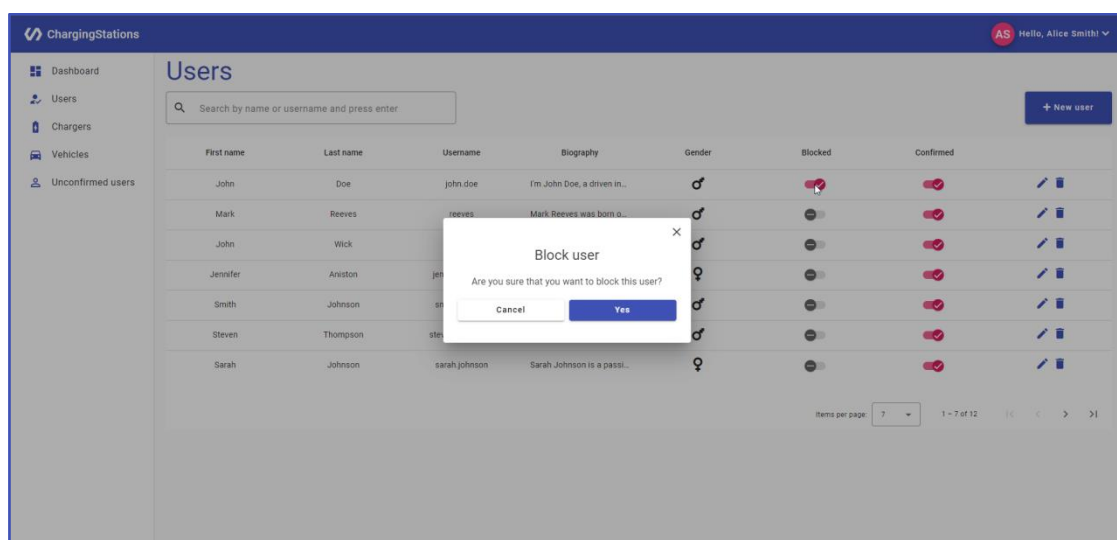 ChargingStations
AS Hello, Alice Smith!
Dashboard
Users
Chargers
Vehicles
Unconfirmed users
Users
Search by name or username and press enter
+ New user
First name Last name Username Biography Gender Blocked Confirmed
John Doe john.doe I'm John Doe, a driven in...
Mark Reeves reeves Mark Reeves was born o...
John Wick
Jennifer Aniston jen
Smith Johnson
Steven Thompson
Sarah Johnson sarah.johnson Sarah Johnson is a passi...
Block user
Are you sure that you want to block this user?
Cancel Yes
Items per page: 7 1 – 7 of 12